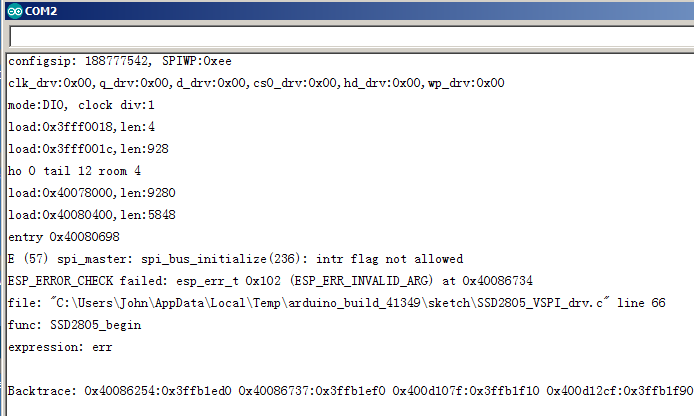 COM2
configsip: 188777542, SPIWP:0xee
clk_drv:0x00,q_drv:0x00,d_drv:0x00,cs0_drv:0x00,hd_drv:0x00,wp_drv:0x00
mode:DIO, clock div:1
load:0x3fff0018,len:4
load:0x3fff001c,len:928
ho 0 tail 12 room 4
load:0x40078000,len:9280
load:0x40080400,len:5848
entry 0x40080698
E (57) spi_master: spi_bus_initialize(236): intr flag not allowed
ESP_ERROR_CHECK failed: esp_err_t 0x102 (ESP_ERR_INVALID_ARG) at 0x40086734
file: "C:\Users\John\AppData\Local\Temp\arduino_build_41349\sketch\SSD2805_VSPI_drv.c" line 66
func: SSD2805_begin
expression: err
Backtrace: 0x40086254:0x3ffb1ed0 0x40086737:0x3ffb1ef0 0x400d107f:0x3ffb1f10 0x400d12cf:0x3ffb1f90